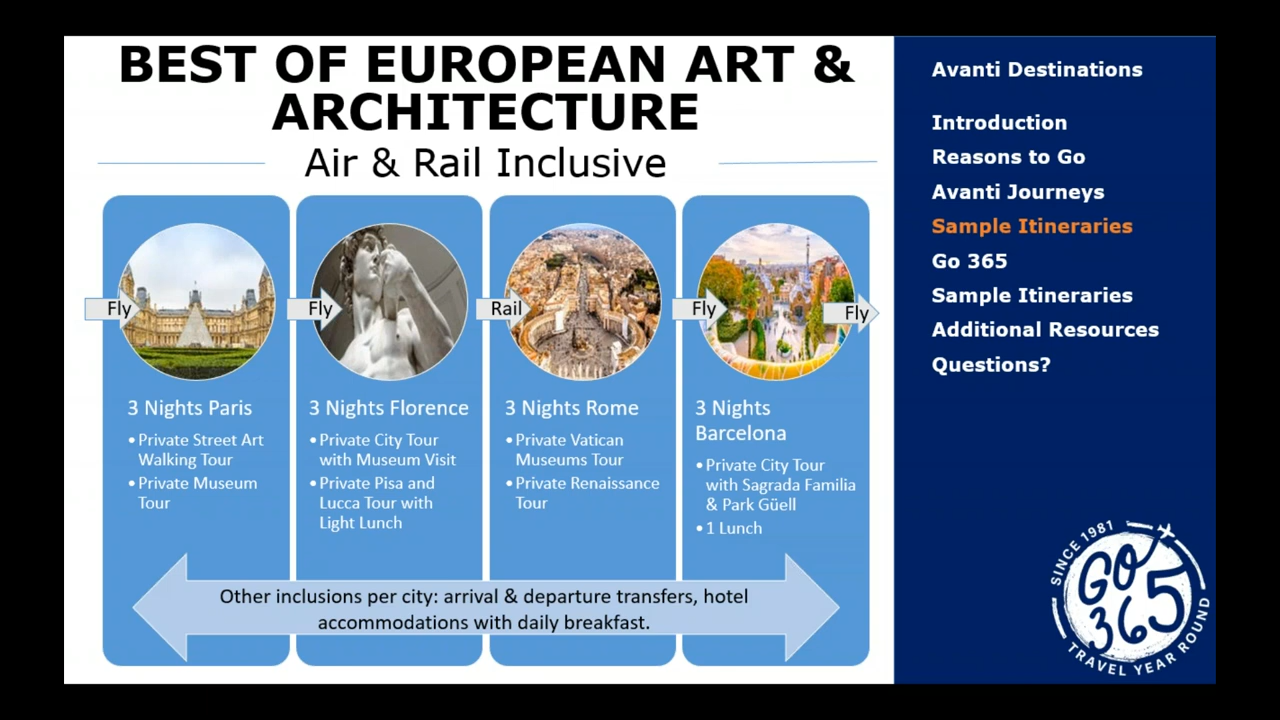 BEST OF EUROPEAN ART &
ARCHITECTURE
Air & Rail Inclusive
Fly
Fly
Rail
Fly
Fly
3 Nights Paris
• Private Street Art
Walking Tour
• Private Museum
Tour
3 Nights Florence
• Private City Tour
with Museum Visit
• Private Pisa and
Lucca Tour with
Light Lunch
3 Nights Rome
• Private Vatican
Museums Tour
• Private Renaissance
Tour
3 Nights
Barcelona
• Private City Tour
with Sagrada Familia
& Park Güell
• 1 Lunch
Other inclusions per city: arrival & departure transfers, hotel
accommodations with daily breakfast.
Avanti Destinations
Introduction
Reasons to Go
Avanti Journeys
Sample Itineraries
Go 365
Sample Itineraries
Additional Resources
Questions?
SINCE 1981
GO
365
TRAVEL YEAR ROUND